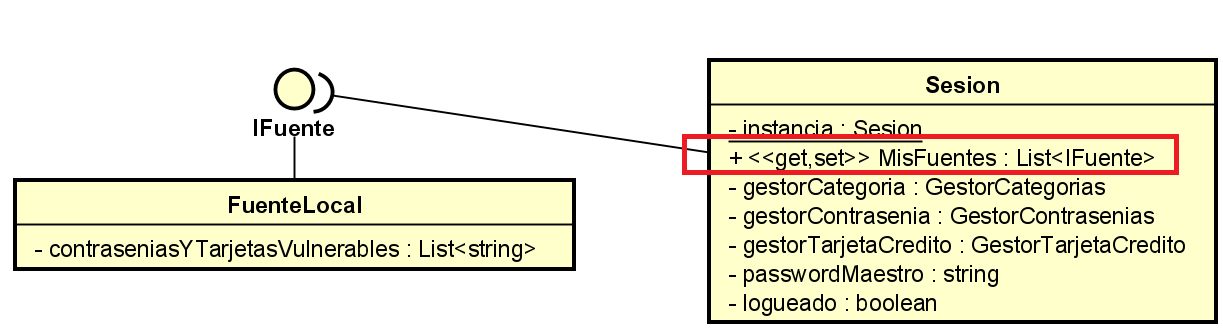 IFuente
FuenteLocal
- contraseniasYTarjetasVulnerables : List<string>
Sesion
- instancia : Sesion
+ <<get,set>> MisFuentes : List<IFuente>
- gestorCategoria : GestorCategorias
- gestorContrasenia : GestorContrasenias
- gestorTarjetaCredito : GestorTarjetaCredito
- passwordMaestro : string
- logueado : boolean